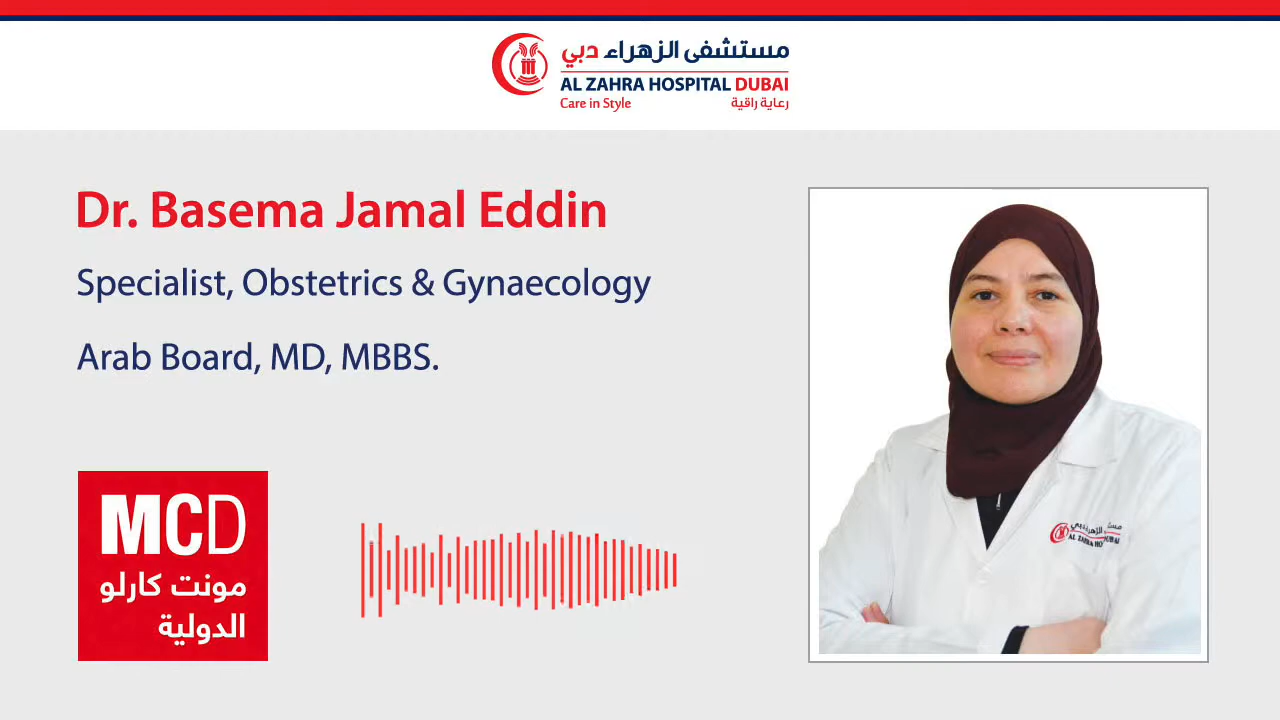 مستشفى الزهراء دبي
AL ZAHRA HOSPITAL DUBAI
Care in Style رعاية راقية
Dr. Basema Jamal Eddin
Specialist, Obstetrics & Gynaecology
Arab Board, MD, MBBS.
MCD
مونت كارلو
الدولية